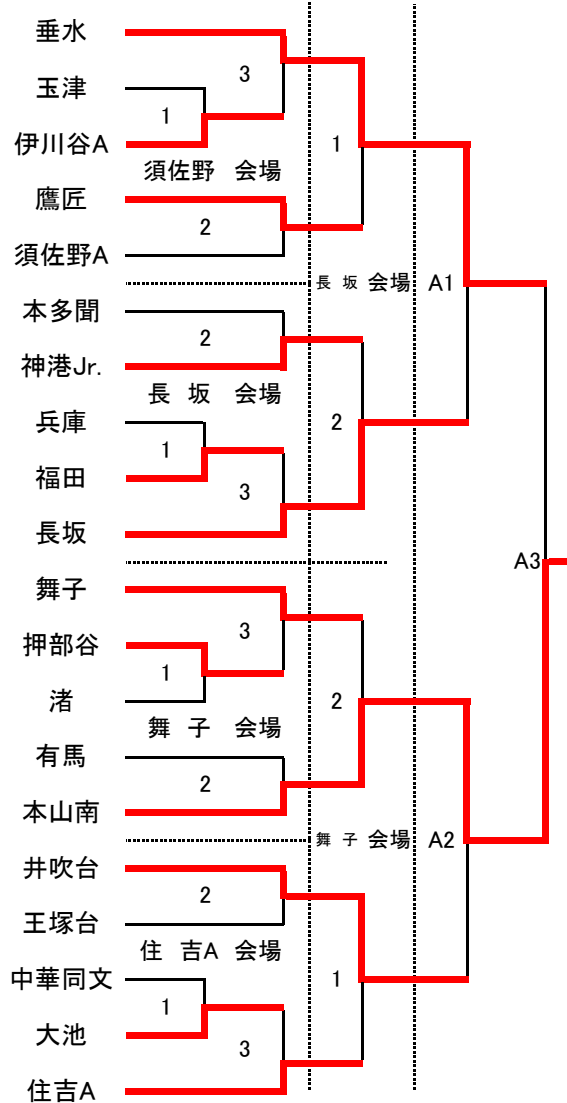 垂水
3
玉津
1
伊川谷A
1
須佐野 会場
鷹匠
2
須佐野A
長 坂 会場 A1
本多聞
2
神港Jr.
長 坂 会場
兵庫
2
1
福田
3
長坂
A3
舞子
3
押部谷
1
渚
2
舞 子 会場
有馬
2
本山南
舞 子 会場 A2
井吹台
2
王塚台
住 吉A 会場
中華同文
1
1
大池
3
住吉A